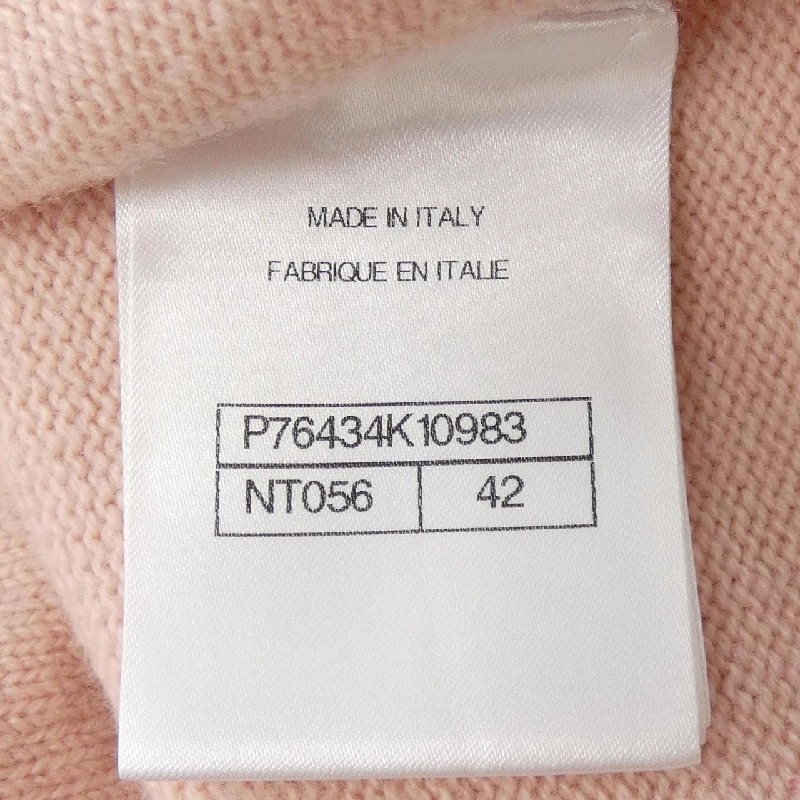 MADE IN ITALY
FABRIQUE EN ITALIE
P76434K10983
NT056 42